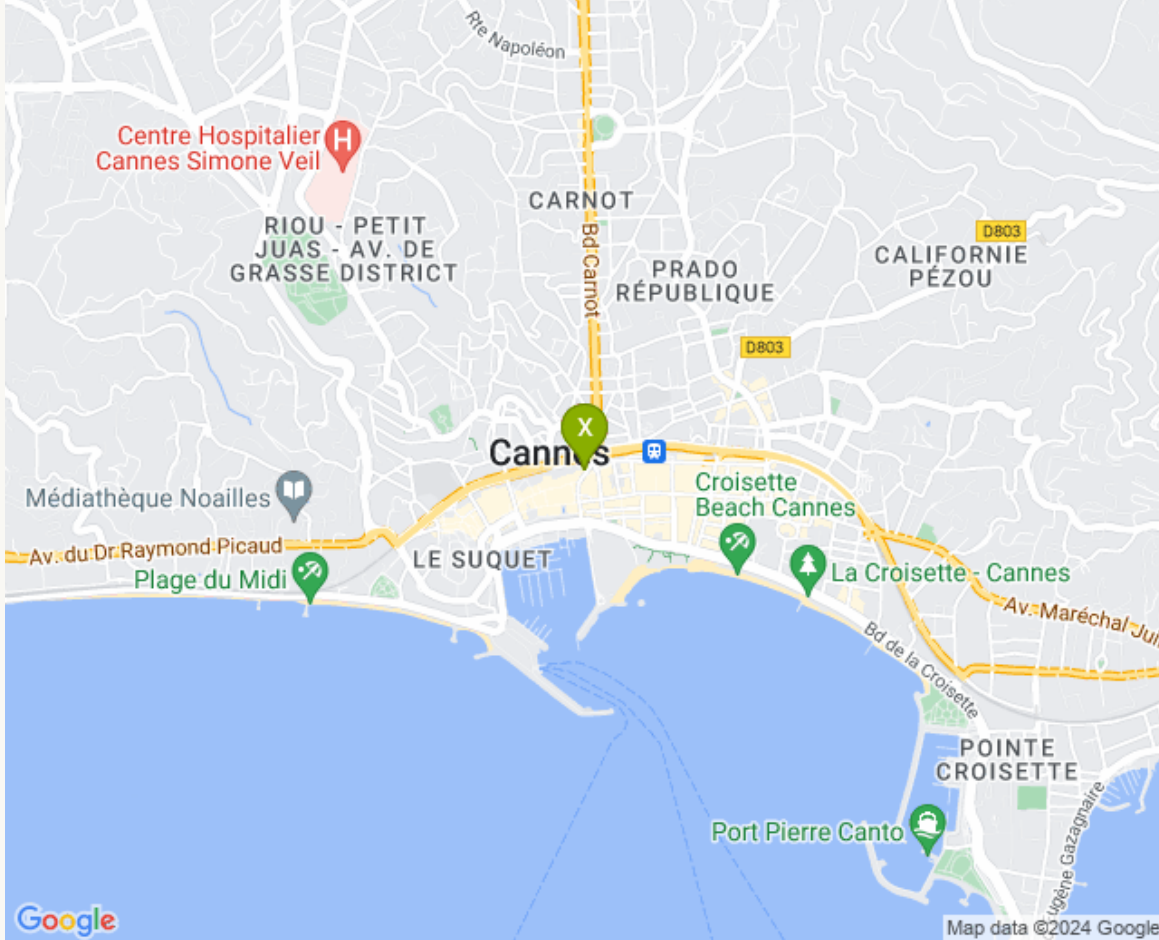 Rte Napoléon
Centre Hospitalier
Cannes Simone Veil
CARNOT
RIOU - PETIT
JUAS - AV. DE
GRASSE DISTRICT
Bd Carnot
PRADO
RÉPUBLIQUE
D803
CALIFORNIE
PÉZOU
D803
X
Cannes
Médiathèque Noailles
Croisette
Beach Cannes
Av. du Dr Raymond Picaud
LE SUQUET
Plage du Midi
La Croisette - Cannes
Av. Maréchal Jui
Bd de la Croisette
POINTE
CROISETTE
Port Pierre Canto
ugène Gazagnaire
Google
Map data ©2024 Google
H